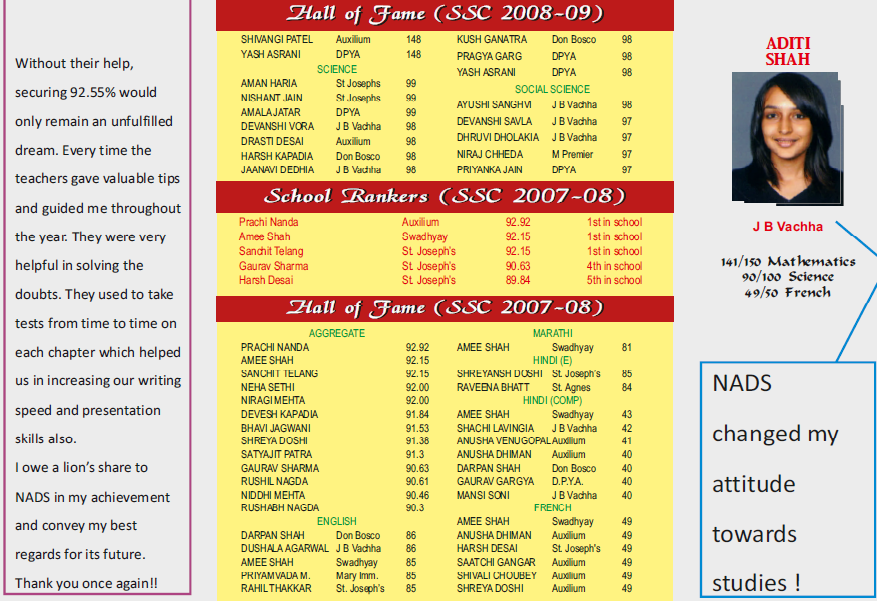 Without their help,
securing 92.55% would
only remain an unfulfilled
dream. Every time the
teachers gave valuable tips
and guided me throughout
the year. They were very
helpful in solving the
doubts. They used to take
tests from time to time on
each chapter which helped
us in increasing our writing
speed and presentation
skills also.
I owe a lion's share to
NADS in my achievement
and convey my best
regards for its future.
Thank you once again!!
Hall of Fame (SSC 2008-09)
SHIVANGI PATEL Auxilium 148
YASH ASRANI DPYA 148
SCIENCE
AMAN HARIA St Josephs 99
NISHANT JAIN St Josephs 99
AMALAJATAR DPYA 99
DEVANSHI VORA J B Vachha 98
DRASTI DESAI Auxilium 98
HARSH KAPADIA Don Bosco 98
JAANAVI DEDHIA J B Vachha 98
KUSH GANATRA Don Bosco 98
PRAGYA GARG DPYA 98
YASH ASRANI DPYA 98
SOCIAL SCIENCE
AYUSHI SANGHVI J B Vachha 98
DEVANSHI SAVLA J B Vachha 97
DHRUVI DHOLAKIA J B Vachha 97
NIRAJ CHHEDA M Premier 97
PRIYANKA JAIN DPYA 97
School Rankers (SSC 2007-08)
Prachi Nanda Auxilium 92.92 1st in school
Amee Shah Swadhyay 92.15 1st in school
Sanchit Telang St. Joseph's 92.15 1st in school
Gaurav Sharma St. Joseph's 90.63 4th in school
Harsh Desai St. Joseph's 89.84 5th in school
Hall of Fame (SSC 2007-08)
AGGREGATE
PRACHI NANDA 92.92
AMEE SHAH 92.15
SANCHIT TELANG 92.15
NEHA SETHI 92.00
NIRAGI MEHTA 92.00
DEVESH KAPADIA 91.84
BHAVI JAGWANI 91.53
SHREYA DOSHI 91.38
SATYAJIT PATRA 91.3
GAURAV SHARMA 90.63
RUSHIL NAGDA 90.61
NIDDHI MEHTA 90.46
RUSHABH NAGDA 90.3
ENGLISH
DARPAN SHAH Don Bosco 86
DUSHALA AGARWAL J B Vachha 86
AMEE SHAH Swadhyay 85
PRIYAMVADA M. Mary Imm. 85
RAHIL THAKKAR St. Joseph's 85
MARATHI
AMEE SHAH Swadhyay 81
HINDI (E)
SHREYANSH DOSHI St. Joseph's 85
RAVEENA BHATT St. Agnes 84
HINDI (COMP)
AMEE SHAH Swadhyay 43
SHACHI LAVINGIA J B Vachha 42
ANUSHA VENUGOPAL Auxilium 41
ANUSHA DHIMAN Auxilium 40
DARPAN SHAH Don Bosco 40
GAURAV GARGYA D.P.Y.A. 40
MANSI SONI J B Vachha 40
FRENCH
AMEE SHAH Swadhyay 49
ANUSHA DHIMAN Auxilium 49
HARSH DESAI St. Joseph's 49
SAATCHI GANGAR Auxilium 49
SHIVALI CHOUBEY Auxilium 49
SHREYA DOSHI Auxilium 49
ADITI
SHAH
J B Vachha
141/150 Mathematics
90/100 Science
49/50 French
NADS
changed my
attitude
towards
studies !